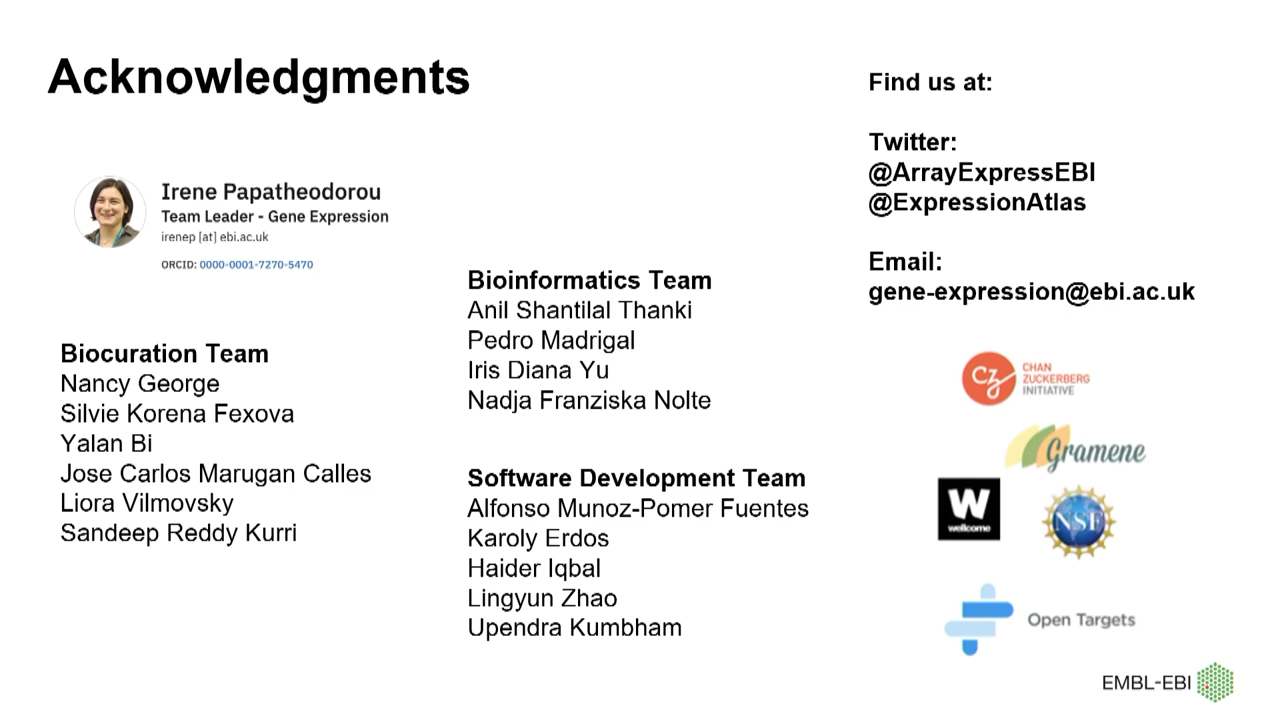 Acknowledgments
Irene Papatheodorou
Team Leader - Gene Expression
irenep [at] ebi.ac.uk
ORCID: 0000-0001-7270-5470
Biocuration Team
Nancy George
Silvie Korena Fexova
Yalan Bi
Jose Carlos Marugan Calles
Liora Vilmovsky
Sandeep Reddy Kurri
Bioinformatics Team
Anil Shantilal Thanki
Pedro Madrigal
Iris Diana Yu
Nadja Franziska Nolte
Software Development Team
Alfonso Munoz-Pomer Fuentes
Karoly Erdos
Haider Iqbal
Lingyun Zhao
Upendra Kumbham
Find us at:
Twitter:
@ArrayExpressEBI
@ExpressionAtlas
Email:
gene-expression@ebi.ac.uk
CZ
CHAN
ZUCKERBERG
INITIATIVE
Gramene
W
wellcome
NSF
Open Targets
EMBL-EBI